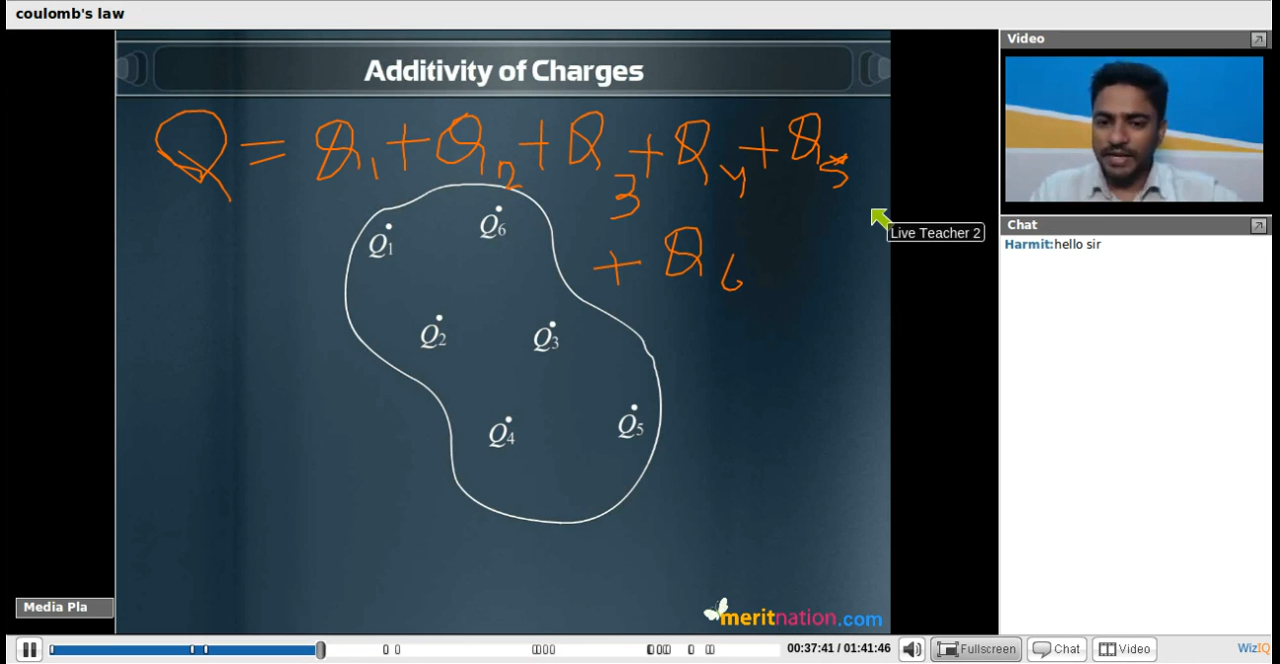 coulomb's law
Additivity of Charges
Q = Q1 + Q2 + Q3 + Q4 + Q5
+ Q6
Q1
Q6
Q2
Q3
Q4
Q5
Live Teacher 2
Media Pla
meritnation.com
Video
Chat
Harmit:hello sir
00:37:41 / 01:41:46
Fullscreen
Chat
Video
WizIQ